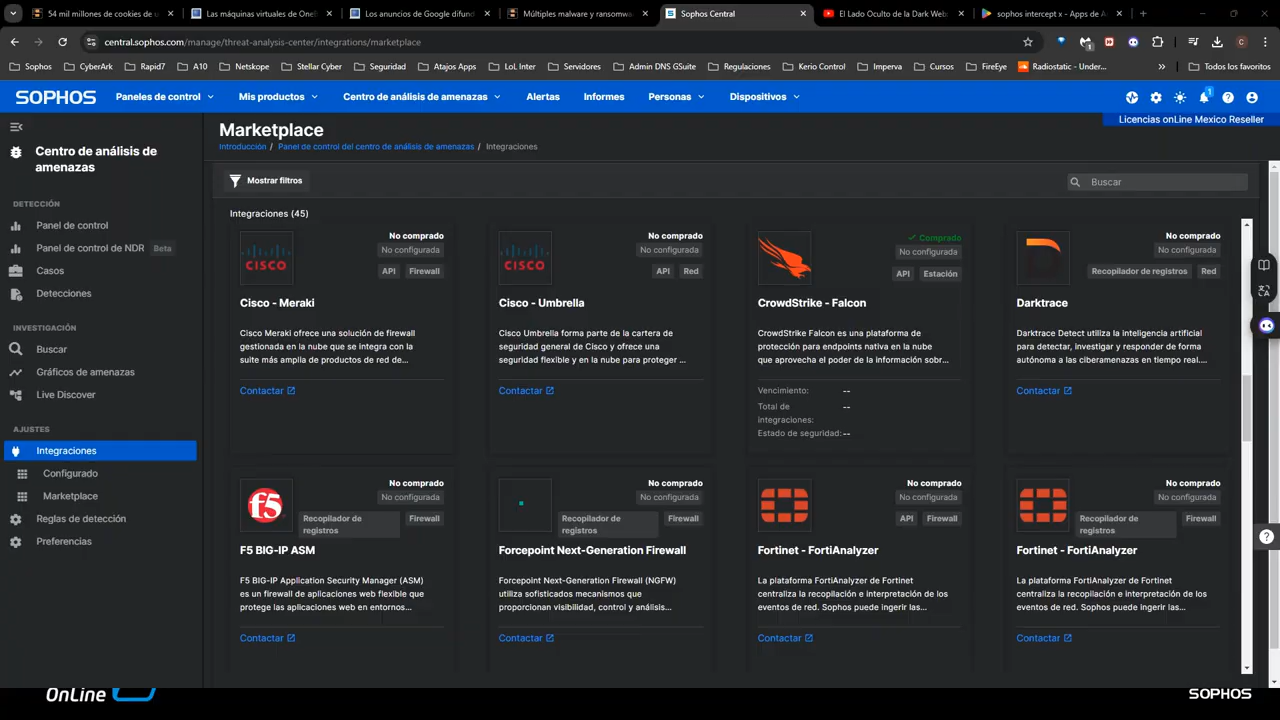 54 mil millones de cookies de u
Las máquinas virtuales de OneD
Los anuncios de Google difund
Múltiples malware y ransomwa
Sophos Central
El Lado Oculto de la Dark Web
sophos intercept x - Apps de A
central.sophos.com/manage/threat-analysis-center/integrations/marketplace
Sophos
CyberArk
Rapid7
A10
Netskope
Stellar Cyber
Seguridad
Atajos Apps
LoL Inter
Servidores
Admin DNS GSuite
Regulaciones
Kerio Control
Imperva
Cursos
FireEye
Radiostatic - Under...
Todos los favoritos
SOPHOS
Paneles de control
Mis productos
Centro de análisis de amenazas
Alertas
Informes
Personas
Dispositivos
1
Licencias onLine Mexico Reseller
Centro de análisis de
amenazas
DETECCIÓN
Panel de control
Panel de control de NDR Beta
Casos
Detecciones
INVESTIGACIÓN
Buscar
Gráficos de amenazas
Live Discover
AJUSTES
Integraciones
Configurado
Marketplace
Reglas de detección
Preferencias
Marketplace
Introducción / Panel de control del centro de análisis de amenazas / Integraciones
Mostrar filtros
Buscar
Integraciones (45)
CISCO
No comprado
No configurada
API Firewall
Cisco - Meraki
Cisco Meraki ofrece una solución de firewall
gestionada en la nube que se integra con la
suite más amplia de productos de red de...
Contactar
CISCO
No comprado
No configurada
API Red
Cisco - Umbrella
Cisco Umbrella forma parte de la cartera de
seguridad general de Cisco y ofrece una
seguridad flexible y en la nube para proteger ...
Contactar
Comprado
No configurada
API Estación
CrowdStrike - Falcon
CrowdStrike Falcon es una plataforma de
protección para endpoints nativa en la nube
que aprovecha el poder de la información sobr...
Vencimiento: --
Total de
integraciones: --
Estado de seguridad: --
No comprado
No configurada
Recopilador de registros Red
Darktrace
Darktrace Detect utiliza la inteligencia artificial
para detectar, investigar y responder de forma
autónoma a las ciberamenazas en tiempo real....
Contactar
f5
No comprado
No configurada
Recopilador de
registros
Firewall
F5 BIG-IP ASM
F5 BIG-IP Application Security Manager (ASM)
es un firewall de aplicaciones web flexible que
protege las aplicaciones web en entornos...
Contactar
No comprado
No configurada
Recopilador de
registros
Firewall
Forcepoint Next-Generation Firewall
Forcepoint Next-Generation Firewall (NGFW)
utiliza sofisticados mecanismos que
proporcionan visibilidad, control y análisis...
Contactar
No comprado
No configurada
API Firewall
Fortinet - FortiAnalyzer
La plataforma FortiAnalyzer de Fortinet
centraliza la recopilación e interpretación de los
eventos de red. Sophos puede ingerir las...
Contactar
No comprado
No configurada
Recopilador de
registros
Firewall
Fortinet - FortiAnalyzer
La plataforma FortiAnalyzer de Fortinet
centraliza la recopilación e interpretación de los
eventos de red. Sophos puede ingerir las...
Contactar
OnLine
SOPHOS